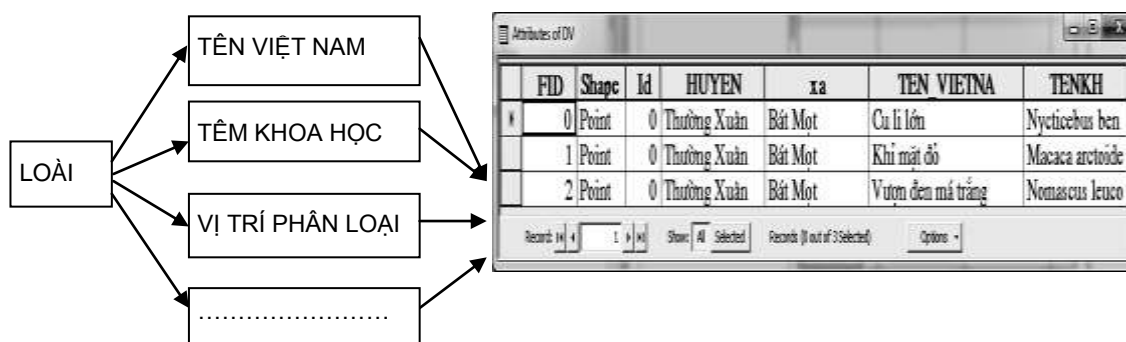 LOÀI
TÊN VIỆT NAM
TÊM KHOA HỌC
VỊ TRÍ PHÂN LOẠI
……………………
Attributes of DV
FID Shape Id HUYEN xa TEN_VIETNA TENKH
0 Point 0 Thường Xuân Bát Mọt Cu li lớn Nycticebus ben
1 Point 0 Thường Xuân Bát Mọt Khỉ mặt đỏ Macaca arctoide
2 Point 0 Thường Xuân Bát Mọt Vượn đen má trắng Nomascus leuco
Record: 1 Show: All Selected Records (0 out of 3 Selected) Options